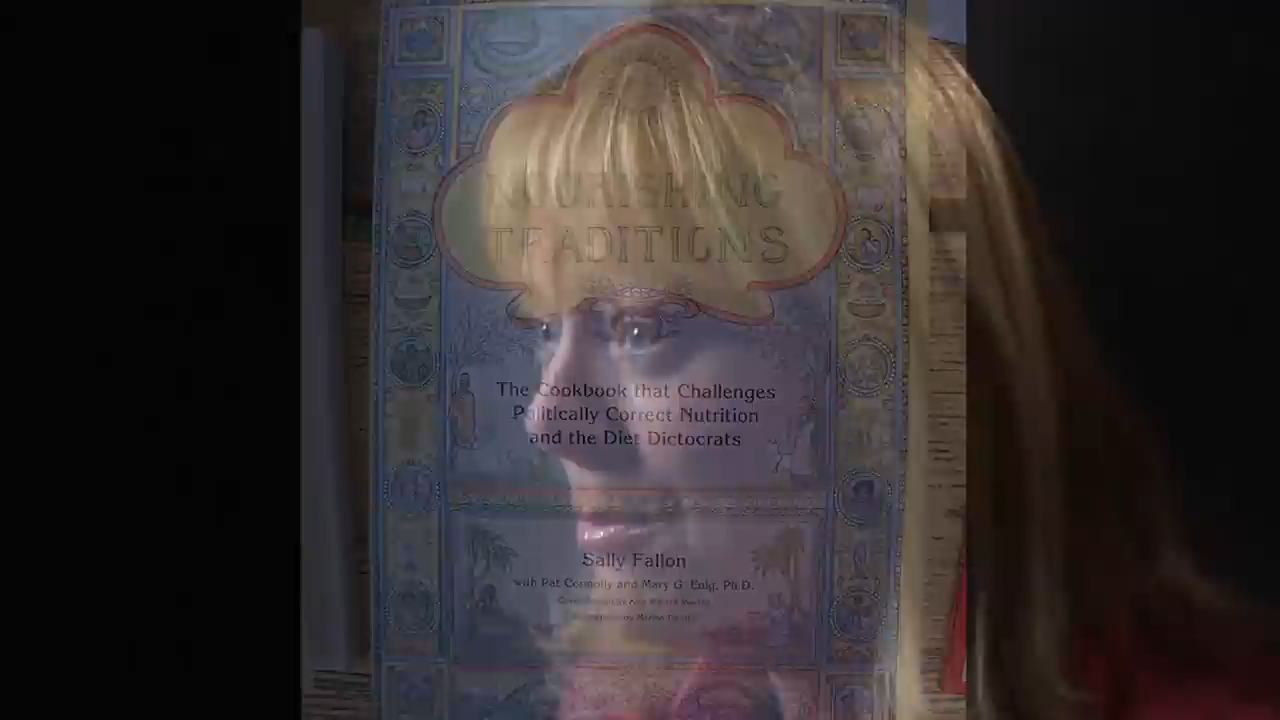 NOURISHING
TRADITIONS
The Cookbook that Challenges
Politically Correct Nutrition
and the Diet Dictocrats
Sally Fallon
with Pat Connolly and Mary G. Enig, Ph.D.